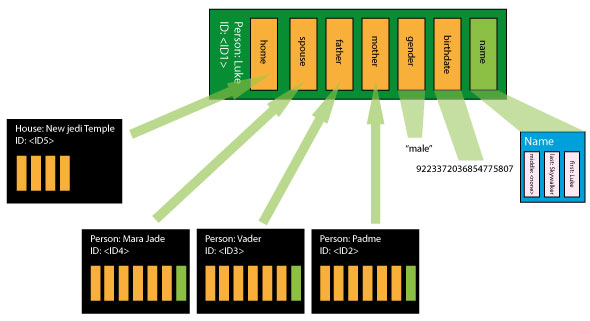 Person: Luke
ID: <ID1>
home
spouse
father
mother
gender
birthdate
name
House: New jedi Temple
ID: <ID5>
"male"
9223372036854775807
Name
middle: <none>
last: Skywalker
first: Luke
Person: Mara Jade
ID: <ID4>
Person: Vader
ID: <ID3>
Person: Padme
ID: <ID2>